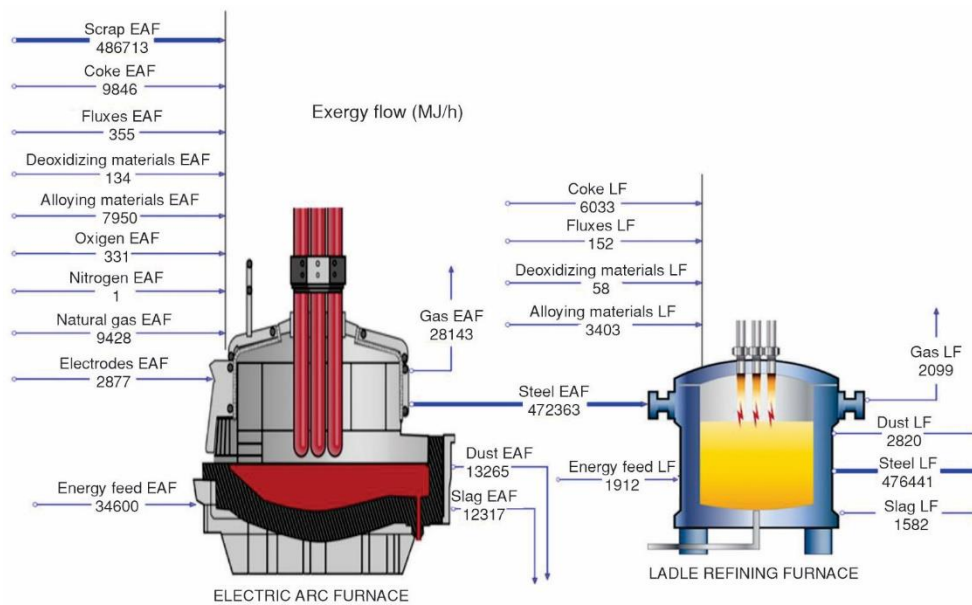 Scrap EAF
486713
Coke EAF
9846
Fluxes EAF
355
Deoxidizing materials EAF
134
Alloying materials EAF
7950
Oxigen EAF
331
Nitrogen EAF
1
Natural gas EAF
9428
Electrodes EAF
2877
Energy feed EAF
34600
Exergy flow (MJ/h)
Gas EAF
28143
Steel EAF
472363
Dust EAF
13265
Slag EAF
12317
ELECTRIC ARC FURNACE
Coke LF
6033
Fluxes LF
152
Deoxidizing materials LF
58
Alloying materials LF
3403
Energy feed LF
1912
Gas LF
2099
Dust LF
2820
Steel LF
476441
Slag LF
1582
LADLE REFINING FURNACE